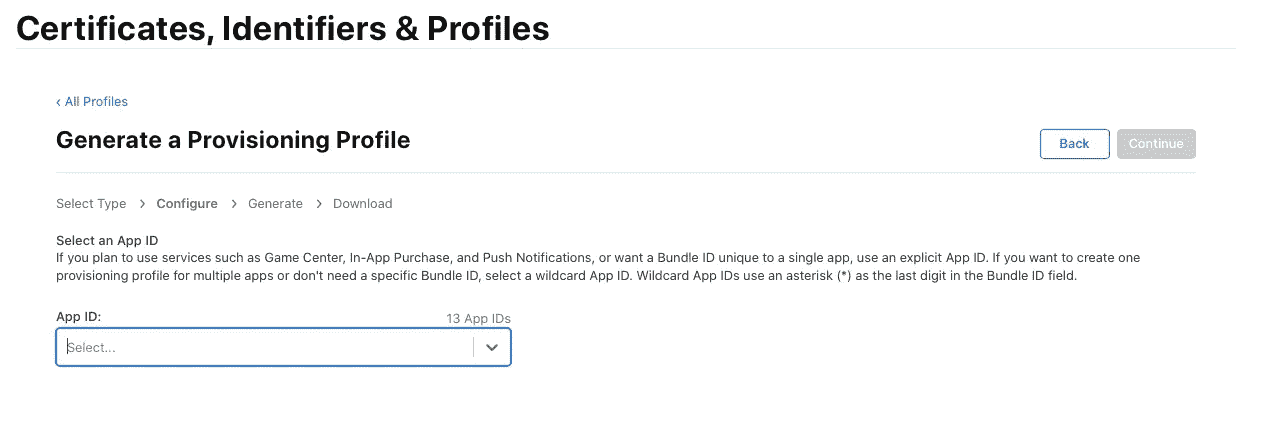 Certificates, Identifiers & Profiles
‹ All Profiles
Generate a Provisioning Profile
Back
Continue
Select Type › Configure › Generate › Download
Select an App ID
If you plan to use services such as Game Center, In-App Purchase, and Push Notifications, or want a Bundle ID unique to a single app, use an explicit App ID. If you want to create one
provisioning profile for multiple apps or don't need a specific Bundle ID, select a wildcard App ID. Wildcard App IDs use an asterisk (*) as the last digit in the Bundle ID field.
App ID:
13 App IDs
Select...